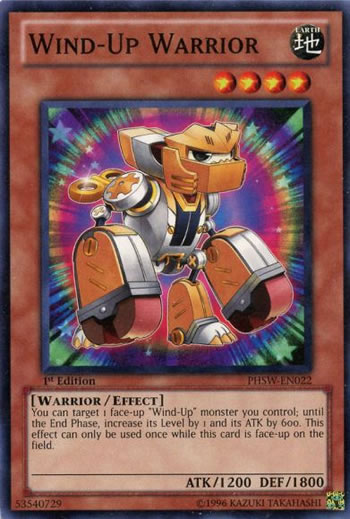 WIND-UP WARRIOR
EARTH
地
1st Edition
PHSW-EN022
[WARRIOR/EFFECT]
You can target 1 face-up "Wind-Up" monster you control; until
the End Phase, increase its Level by 1 and its ATK by 600. This
effect can only be used once while this card is face-up on the
field.
ATK/1200 DEF/1800
53540729
©1996 KAZUKI TAKAHASHI